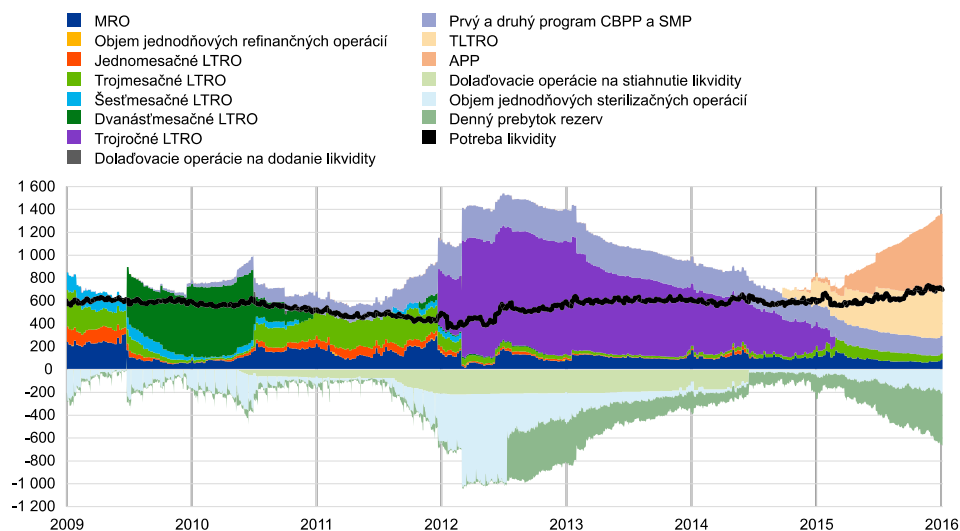 MRO
Objem jednodňových refinančných operácií
Jednomesačné LTRO
Trojmesačné LTRO
Šesťmesačné LTRO
Dvanásťmesačné LTRO
Trojročné LTRO
Dolaďovacie operácie na dodanie likvidity
Prvý a druhý program CBPP a SMP
TLTRO
APP
Dolaďovacie operácie na stiahnutie likvidity
Objem jednodňových sterilizačných operácií
Denný prebytok rezerv
Potreba likvidity
1 600
1 400
1 200
1 000
800
600
400
200
0
-200
-400
-600
-800
-1 000
-1 200
2009 2010 2011 2012 2013 2014 2015 2016